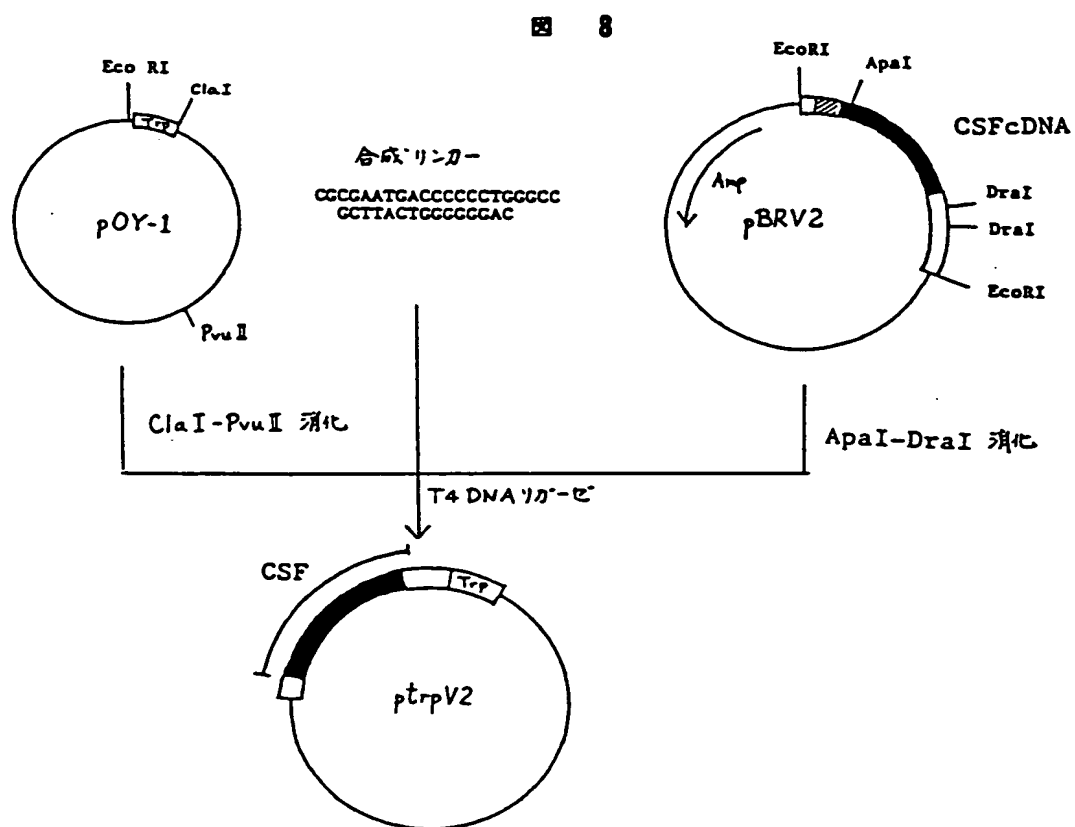 図 8
Eco RI
ClaI
Trp
pOY-1
PvuⅡ
合成リンカー
CGCGAATGACCCCCCTGGGCC
GCTTACTGGGGGGAC
EcoRI
ApaI
CSFcDNA
Amp
pBRV2
DraI
DraI
EcoRI
ClaI-PvuⅡ 消化
ApaI-DraI 消化
T4 DNAリガーゼ
CSF
Trp
ptrpV2